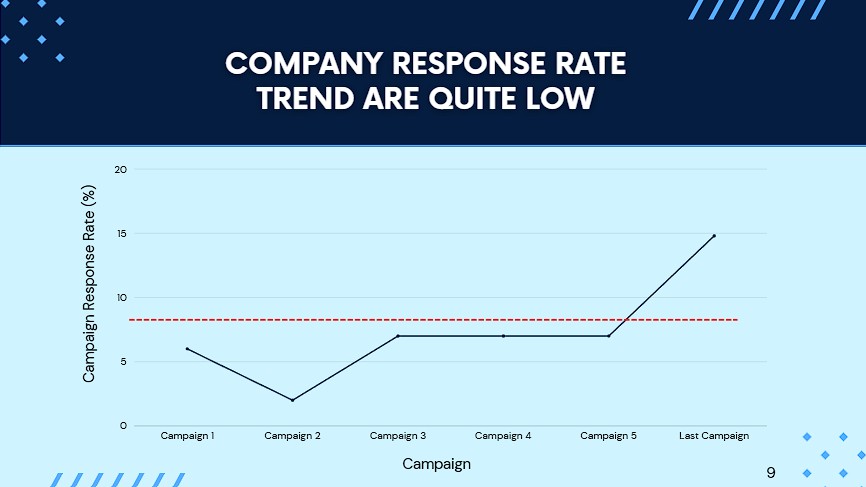 COMPANY RESPONSE RATE
TREND ARE QUITE LOW
Campaign Response Rate (%)
20
15
10
5
0
Campaign 1 Campaign 2 Campaign 3 Campaign 4 Campaign 5 Last Campaign
Campaign
9